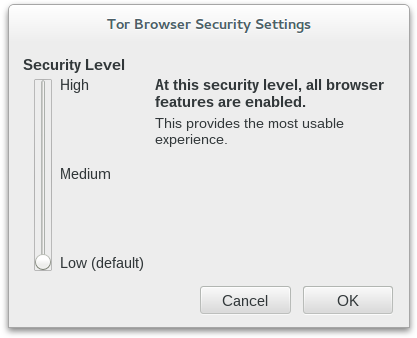 Tor Browser Security Settings
Security Level
High
At this security level, all browser
features are enabled.
This provides the most usable
experience.
Medium
Low (default)
Cancel
OK